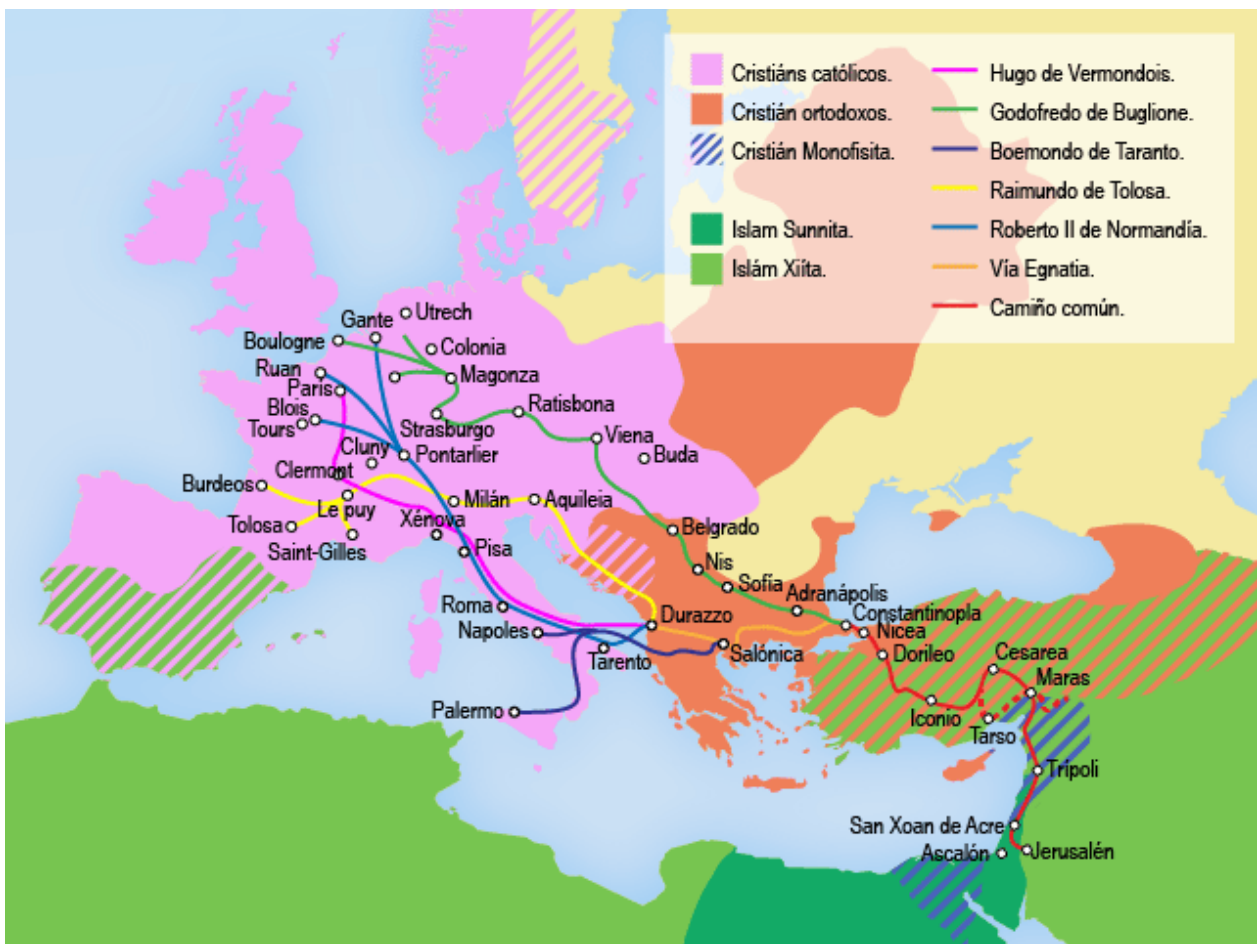 Cristiáns católicos.
Cristián ortodoxos.
Cristián Monofisita.
Islam Sunnita.
Islám Xiíta.
Hugo de Vermondois.
Godofredo de Buglione.
Boemondo de Taranto.
Raimundo de Tolosa.
Roberto II de Normandía.
Vía Egnatia.
Camiño común.
Utrech
Gante
Boulogne
Colonia
Ruan
Magonza
París
Blois
Ratisbona
Tours
Strasburgo
Viena
Cluny
Pontarlier
Buda
Clermont
Burdeos
Milán
Aquileia
Le puy
Tolosa
Xénova
Belgrado
Saint-Gilles
Pisa
Nis
Sofía
Adranápolis
Roma
Durazzo
Constantinopla
Napoles
Nicea
Tarento
Salónica
Dorileo
Cesarea
Maras
Palermo
Iconio
Tarso
Trípoli
San Xoan de Acre
Ascalón
Jerusalén